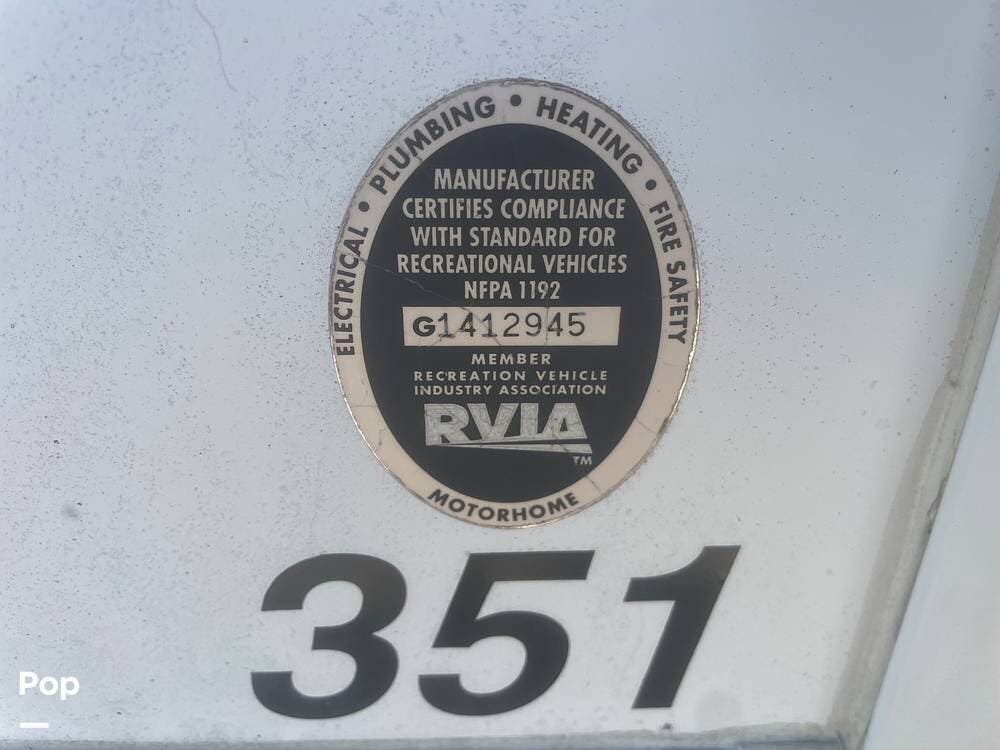 ELECTRICAL • PLUMBING • HEATING • FIRE SAFETY
MANUFACTURER
CERTIFIES COMPLIANCE
WITH STANDARD FOR
RECREATIONAL VEHICLES
NFPA 1192
G1412945
MEMBER
RECREATION VEHICLE
INDUSTRY ASSOCIATION
RVIA
TM
MOTORHOME
351
Pop